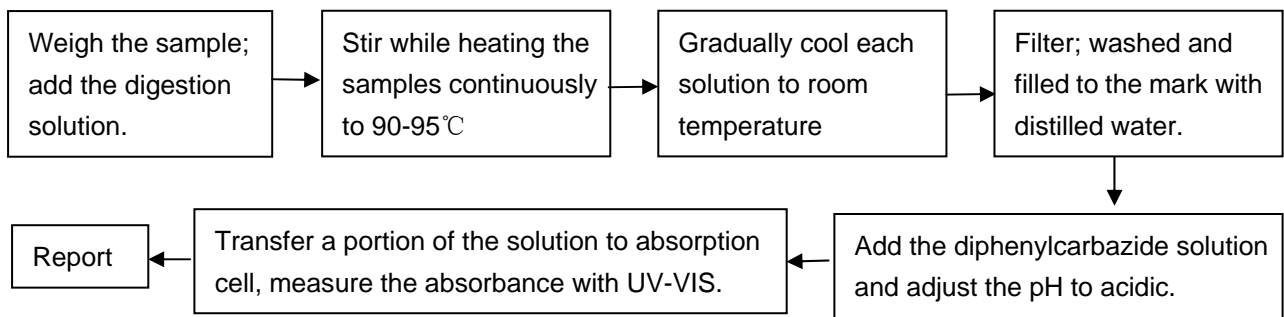 Weigh the sample;
add the digestion
solution.
Stir while heating the
samples continuously
to 90-95℃
Gradually cool each
solution to room
temperature
Filter; washed and
filled to the mark with
distilled water.
Add the diphenylcarbazide solution
and adjust the pH to acidic.
Transfer a portion of the solution to absorption
cell, measure the absorbance with UV-VIS.
Report